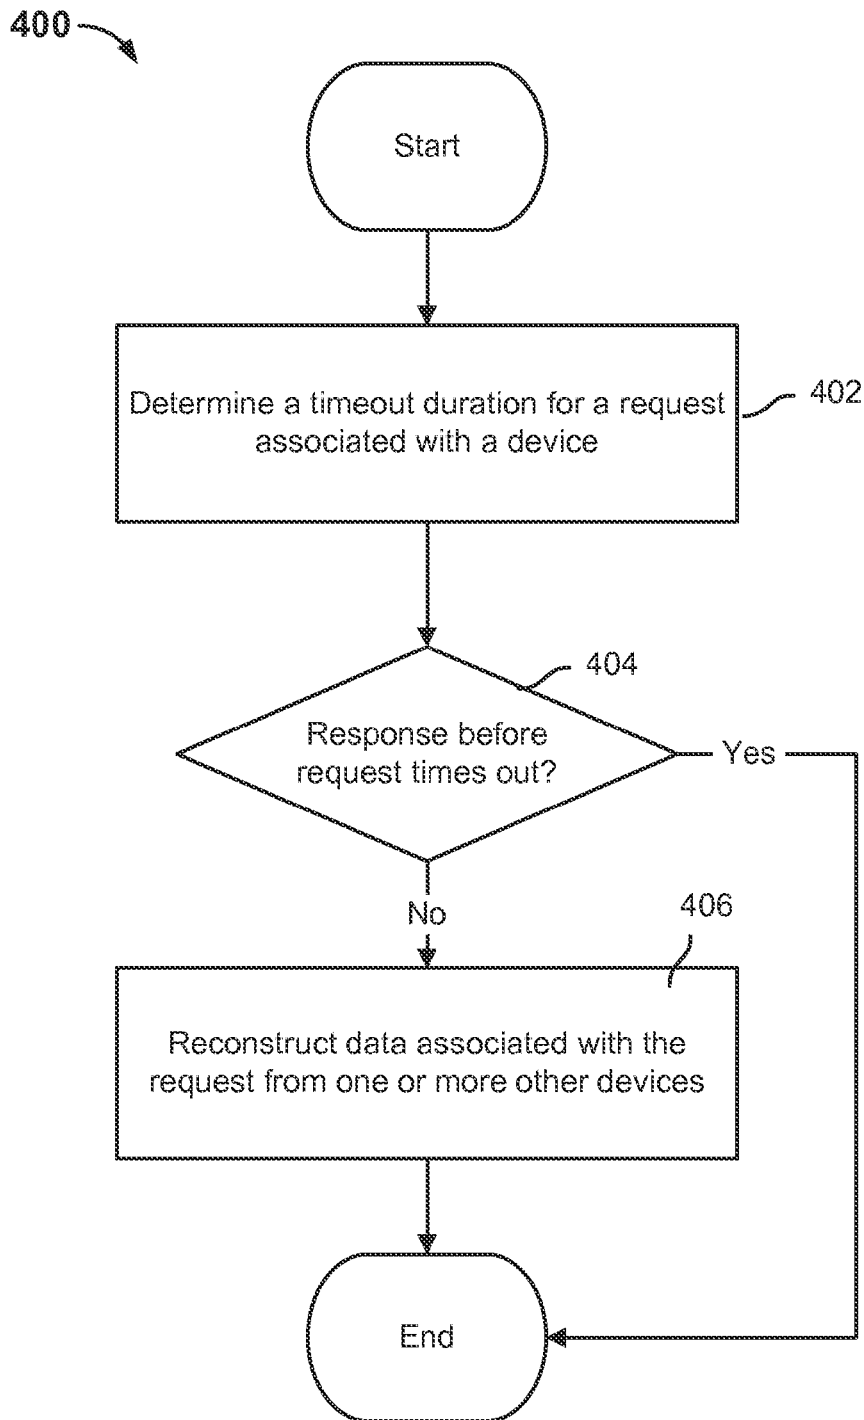 400
Start
Determine a timeout duration for a request
associated with a device
402
404
Response before
request times out?
Yes
No
406
Reconstruct data associated with the
request from one or more other devices
End